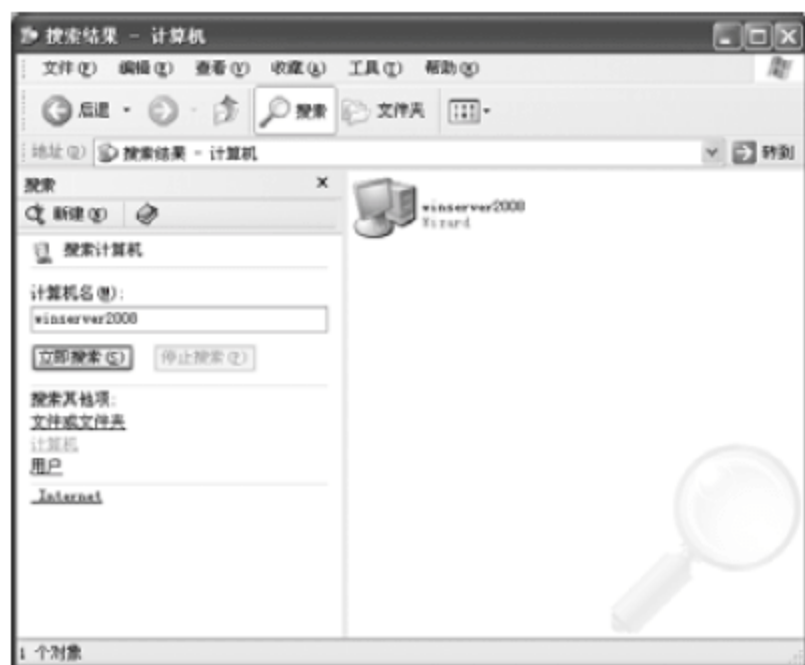 搜索结果 - 计算机
文件(F) 编辑(E) 查看(V) 收藏(A) 工具(T) 帮助(H)
后退 搜索 文件夹
地址(D) 搜索结果 - 计算机 转到
搜索
新建(N)
搜索计算机
计算机名(M):
winserver2008
立即搜索(S) 停止搜索(P)
搜索其他项:
文件或文件夹
计算机
用户
Internet
winserver2008
Wizard
1 个对象